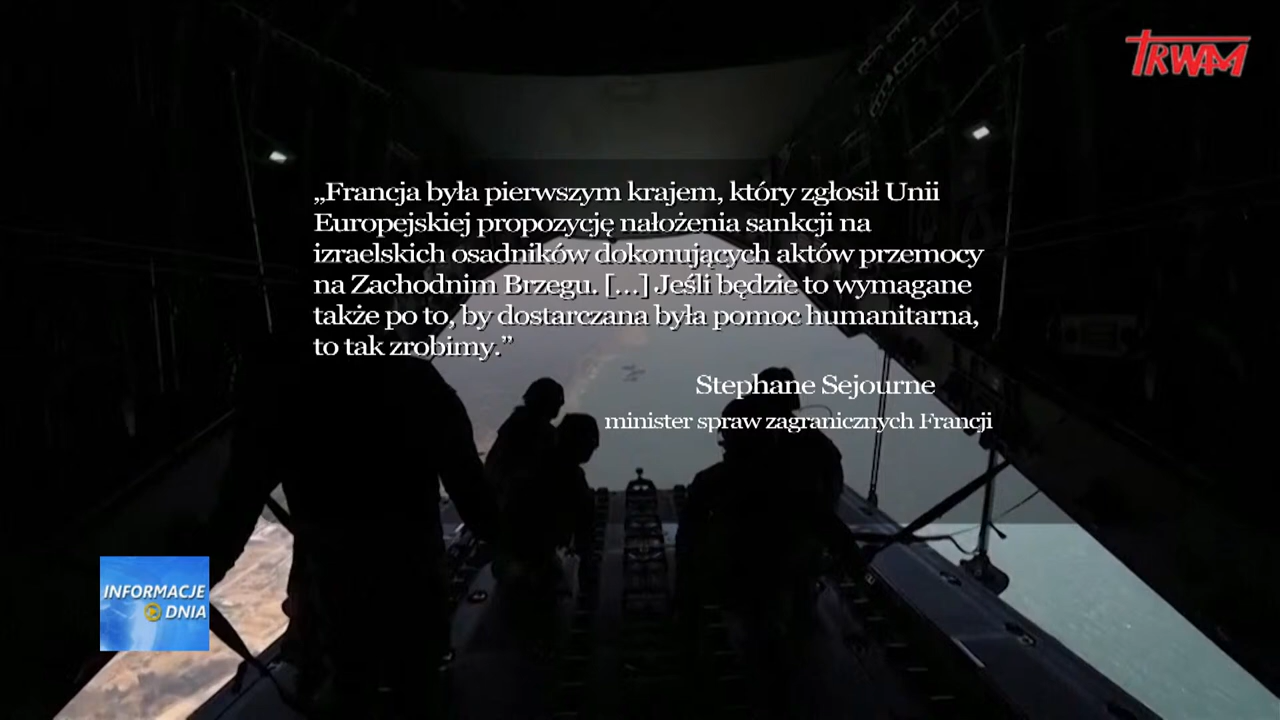 TRWAM
„Francja była pierwszym krajem, który zgłosił Unii
Europejskiej propozycję nałożenia sankcji na
izraelskich osadników dokonujących aktów przemocy
na Zachodnim Brzegu. [...] Jeśli będzie to wymagane
także po to, by dostarczana była pomoc humanitarna,
to tak zrobimy.”
Stephane Sejourne
minister spraw zagranicznych Francji
INFORMACJE
DNIA